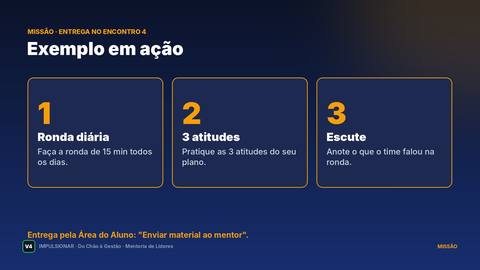 MISSÃO · ENTREGA NO ENCONTRO 4
Exemplo em ação
1
Ronda diária
Faça a ronda de 15 min todos
os dias.
2
3 atitudes
Pratique as 3 atitudes do seu
plano.
3
Escute
Anote o que o time falou na
ronda.
Entrega pela Área do Aluno: "Enviar material ao mentor".
V4 IMPULSIONAR · Do Chão à Gestão · Mentoria de Líderes
MISSÃO